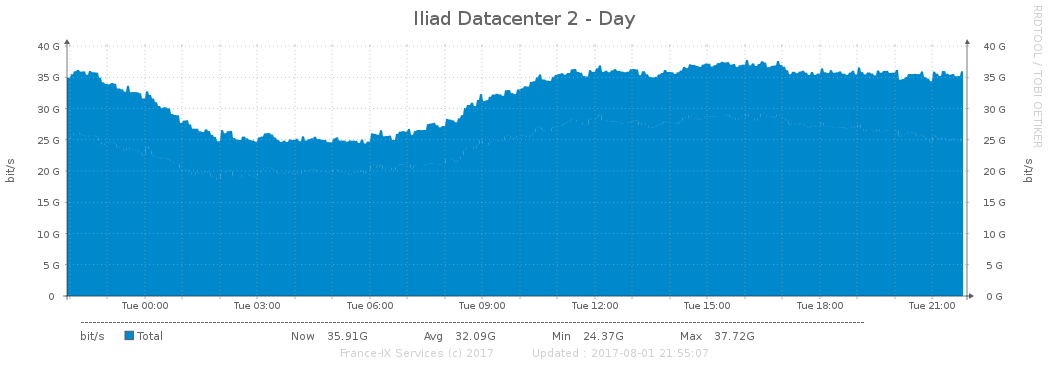 Iliad Datacenter 2 - Day
RRDTOOL / TOBI OETIKER
bit/s
bit/s
40 G 40 G
35 G 35 G
30 G 30 G
25 G 25 G
20 G 20 G
15 G 15 G
10 G 10 G
5 G 5 G
0 0 G
Tue 00:00 Tue 03:00 Tue 06:00 Tue 09:00 Tue 12:00 Tue 15:00 Tue 18:00 Tue 21:00
bit/s Total Now 35.91G Avg 32.09G Min 24.37G Max 37.72G
France-IX Services (c) 2017 Updated : 2017-08-01 21:55:07